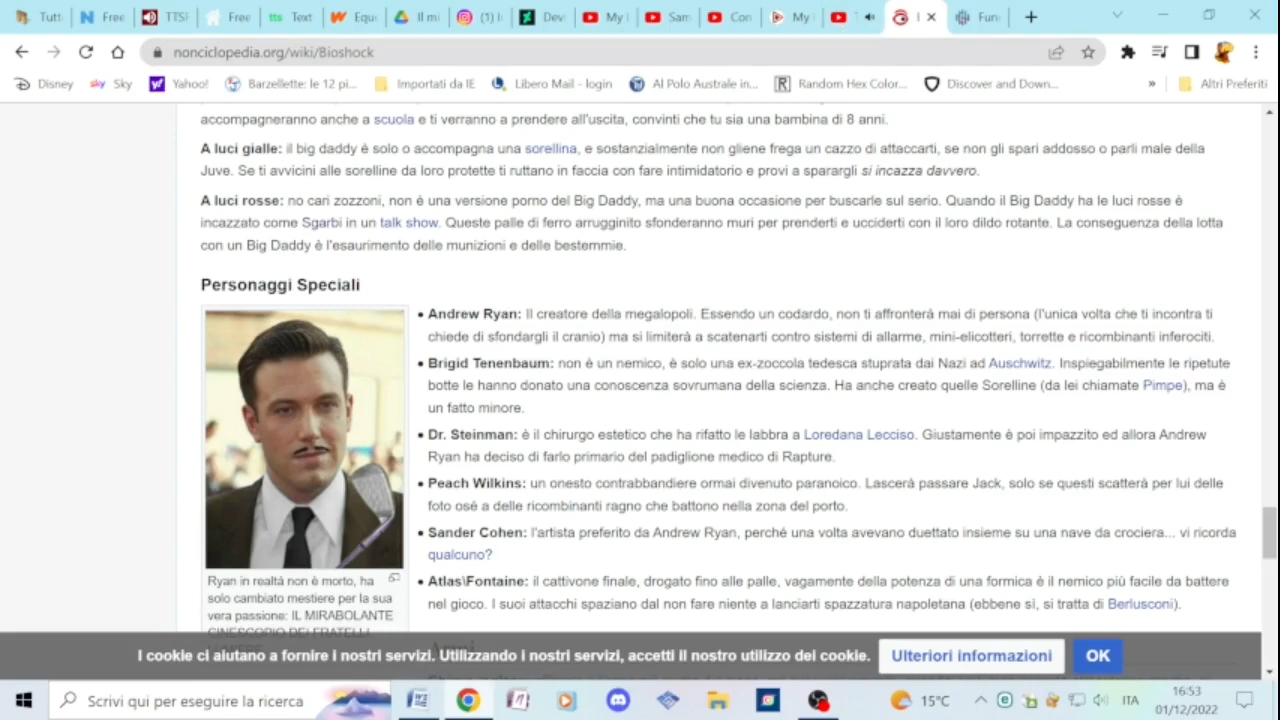 Tutt
Free
TTSF
Free
Text
Equ
Il mi
(1) I
Dev
My I
Sam
Con
My
Fun
nonciclopedia.org/wiki/Bioshock
Disney
Sky
Yahoo!
Barzellette: le 12 pi...
Importati da IE
Libero Mail - login
Al Polo Australe in...
Random Hex Color...
Discover and Down...
»
Altri Preferiti
accompagneranno anche a scuola e ti verranno a prendere all'uscita, convinti che tu sia una bambina di 8 anni.
A luci gialle: il big daddy è solo o accompagna una sorellina, e sostanzialmente non gliene frega un cazzo di attaccarti, se non gli spari addosso o parli male della
Juve. Se ti avvicini alle sorelline da loro protette ti ruttano in faccia con fare intimidatorio e provi a sparargli si incazza davvero.
A luci rosse: no cari zozzoni, non è una versione porno del Big Daddy, ma una buona occasione per buscarle sul serio. Quando il Big Daddy ha le luci rosse è
incazzato come Sgarbi in un talk show. Queste palle di ferro arrugginito sfonderanno muri per prenderti e ucciderti con il loro dildo rotante. La conseguenza della lotta
con un Big Daddy è l'esaurimento delle munizioni e delle bestemmie.
Personaggi Speciali
• Andrew Ryan: Il creatore della megalopoli. Essendo un codardo, non ti affronterà mai di persona (l'unica volta che ti incontra ti
chiede di sfondargli il cranio) ma si limiterà a scatenarti contro sistemi di allarme, mini-elicotteri, torrette e ricombinanti inferociti.
• Brigid Tenenbaum: non è un nemico, è solo una ex-zoccola tedesca stuprata dai Nazi ad Auschwitz. Inspiegabilmente le ripetute
botte le hanno donato una conoscenza sovrumana della scienza. Ha anche creato quelle Sorelline (da lei chiamate Pimpe), ma è
un fatto minore.
• Dr. Steinman: è il chirurgo estetico che ha rifatto le labbra a Loredana Lecciso. Giustamente è poi impazzito ed allora Andrew
Ryan ha deciso di farlo primario del padiglione medico di Rapture.
• Peach Wilkins: un onesto contrabbandiere ormai divenuto paranoico. Lascerà passare Jack, solo se questi scatterà per lui delle
foto osé a delle ricombinanti ragno che battono nella zona del porto.
• Sander Cohen: l'artista preferito da Andrew Ryan, perché una volta avevano duettato insieme su una nave da crociera... vi ricorda
qualcuno?
• Atlas\Fontaine: il cattivone finale, drogato fino alle palle, vagamente della potenza di una formica è il nemico più facile da battere
nel gioco. I suoi attacchi spaziano dal non fare niente a lanciarti spazzatura napoletana (ebbene sì, si tratta di Berlusconi).
Ryan in realtà non è morto, ha
solo cambiato mestiere per la sua
vera passione: IL MIRABOLANTE
CINESCOPIO DEI FRATELLI
I cookie ci aiutano a fornire i nostri servizi. Utilizzando i nostri servizi, accetti il nostro utilizzo dei cookie.
Ulteriori informazioni
OK
Scrivi qui per eseguire la ricerca
15°C
ITA
16:53
01/12/2022